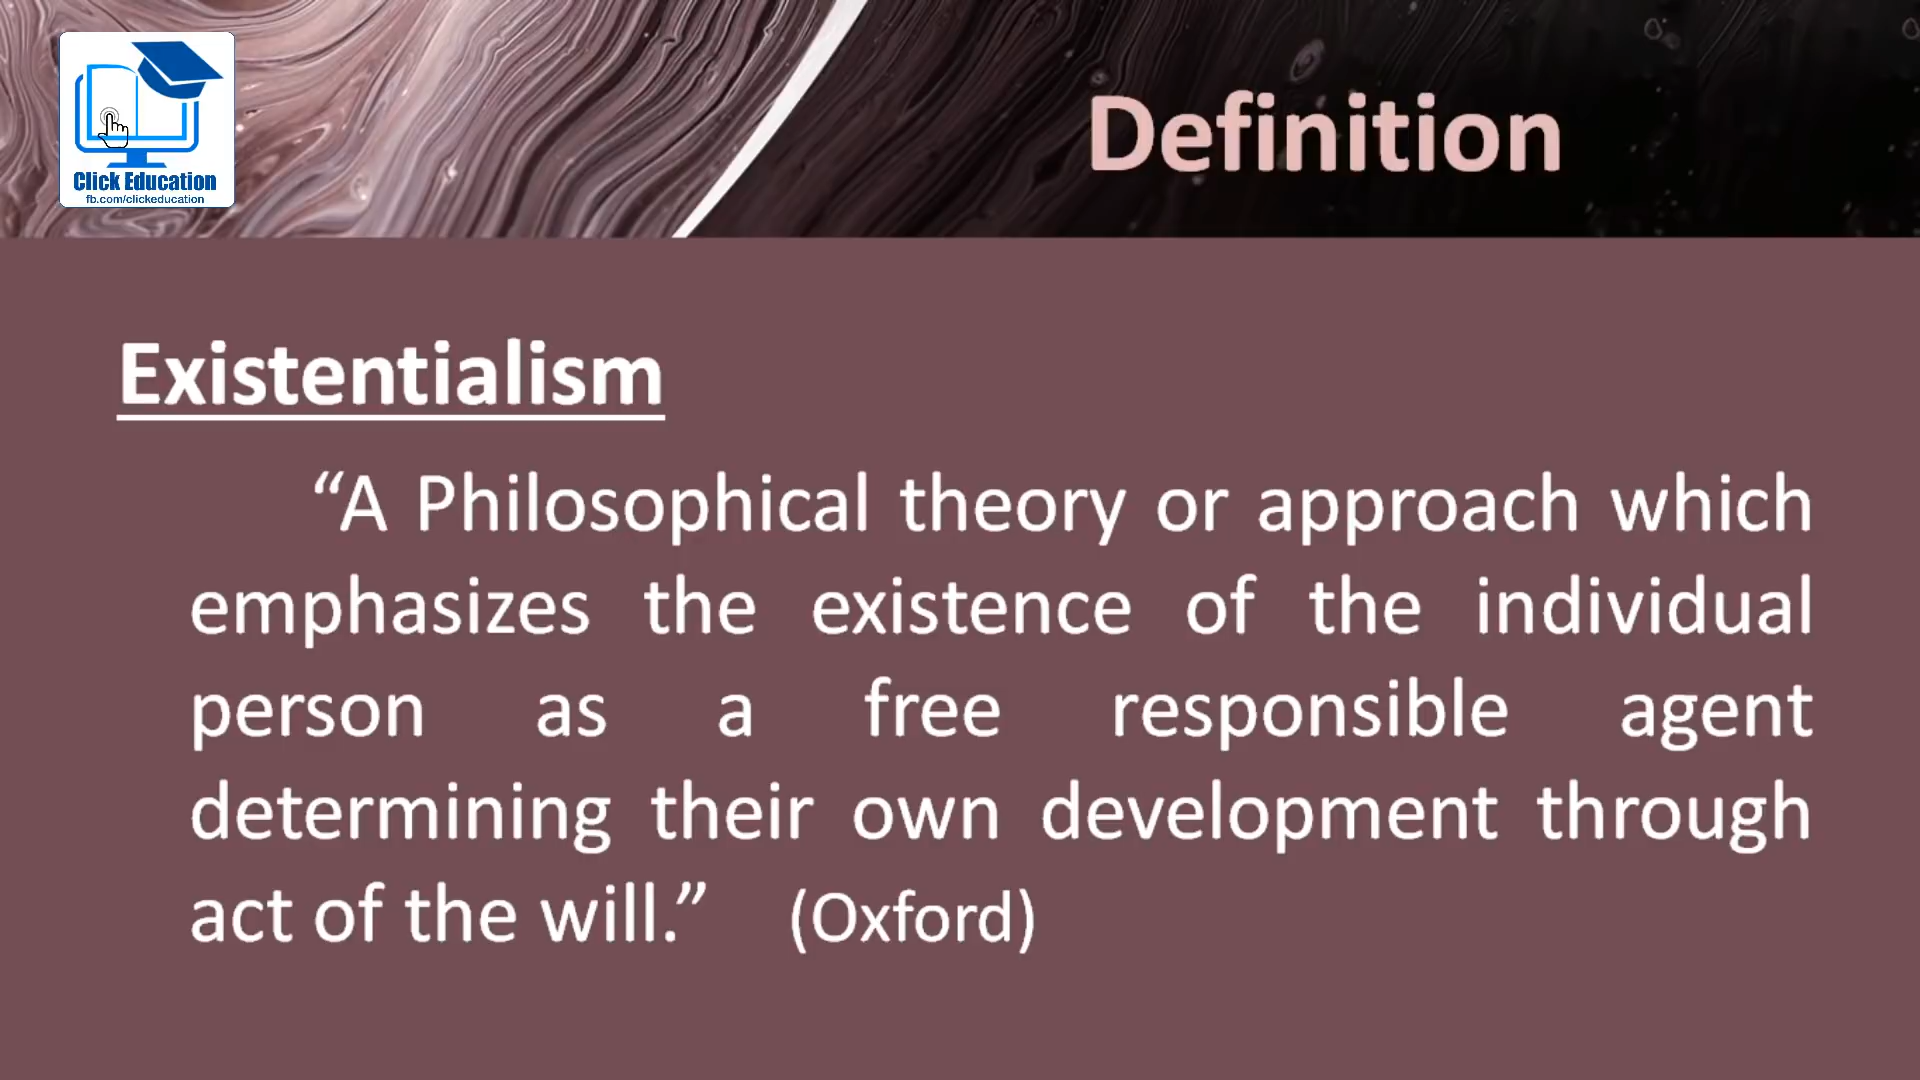 Click Education
fb.com/clickeducation
Definition
Existentialism
“A Philosophical theory or approach which
emphasizes the existence of the individual
person as a free responsible agent
determining their own development through
act of the will.” (Oxford)